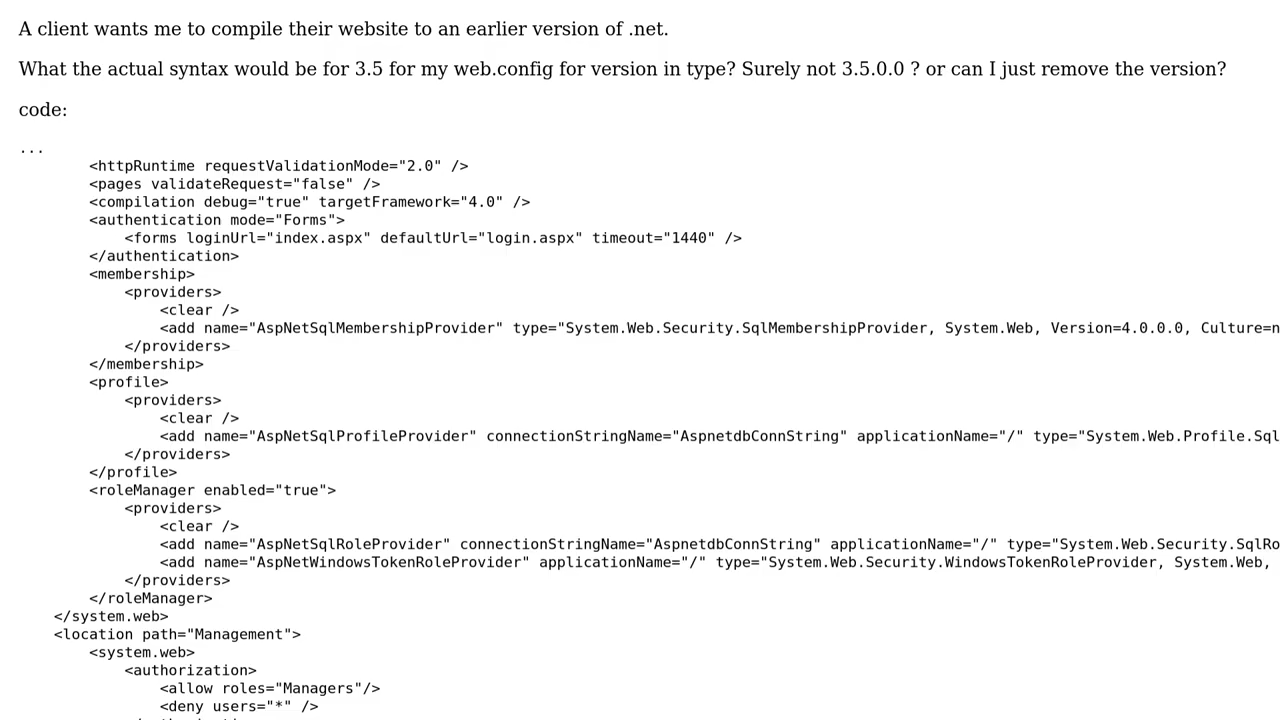 A client wants me to compile their website to an earlier version of .net.
What the actual syntax would be for 3.5 for my web.config for version in type? Surely not 3.5.0.0 ? or can I just remove the version?
code:
...
<httpRuntime requestValidationMode="2.0" />
<pages validateRequest="false" />
<compilation debug="true" targetFramework="4.0" />
<authentication mode="Forms">
<forms loginUrl="index.aspx" defaultUrl="login.aspx" timeout="1440" />
</authentication>
<membership>
<providers>
<clear />
<add name="AspNetSqlMembershipProvider" type="System.Web.Security.SqlMembershipProvider, System.Web, Version=4.0.0.0, Culture=n
</providers>
</membership>
<profile>
<providers>
<clear />
<add name="AspNetSqlProfileProvider" connectionStringName="AspnetdbConnString" applicationName="/" type="System.Web.Profile.Sql
</providers>
</profile>
<roleManager enabled="true">
<providers>
<clear />
<add name="AspNetSqlRoleProvider" connectionStringName="AspnetdbConnString" applicationName="/" type="System.Web.Security.SqlRo
<add name="AspNetWindowsTokenRoleProvider" applicationName="/" type="System.Web.Security.WindowsTokenRoleProvider, System.Web,
</providers>
</roleManager>
</system.web>
<location path="Management">
<system.web>
<authorization>
<allow roles="Managers"/>
<deny users="*" />